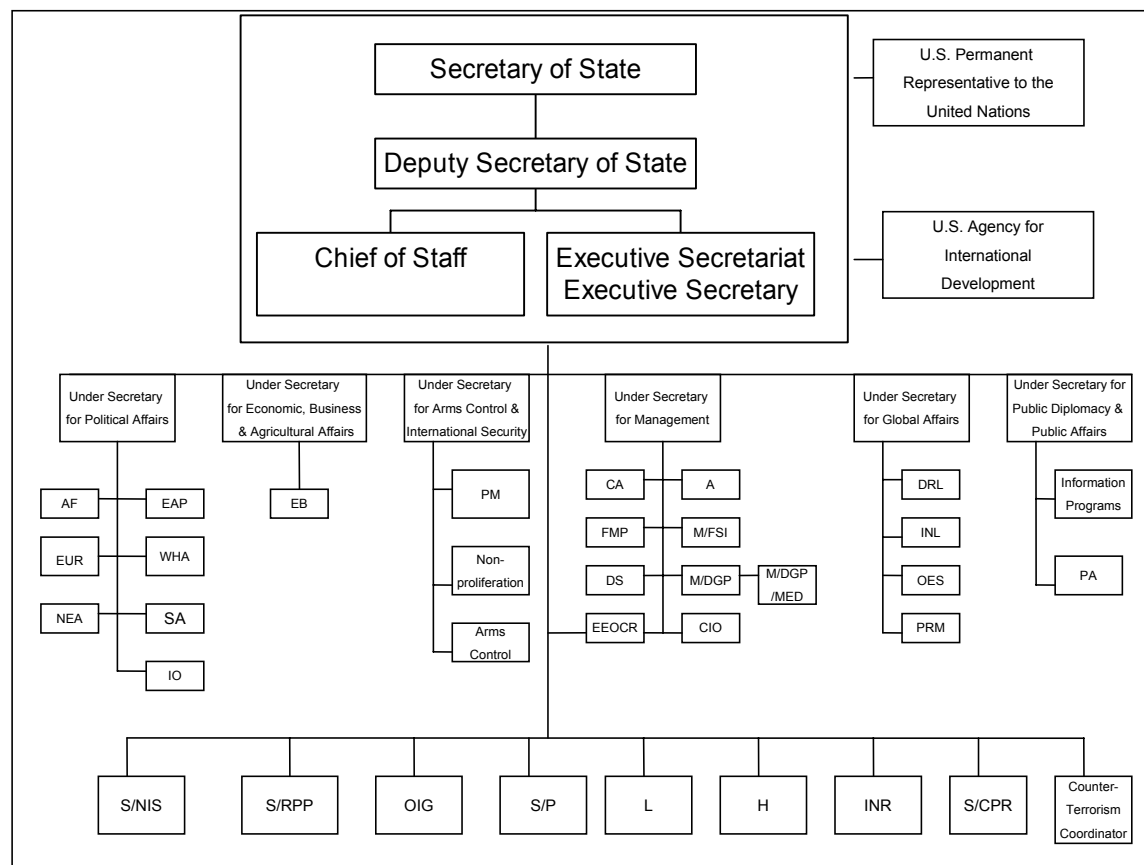 Secretary of State
Deputy Secretary of State
Chief of Staff
Executive Secretariat
Executive Secretary
U.S. Permanent
Representative to the
United Nations
U.S. Agency for
International
Development
Under Secretary
for Political Affairs
Under Secretary
for Economic, Business
& Agricultural Affairs
Under Secretary
for Arms Control &
International Security
Under Secretary
for Management
Under Secretary
for Global Affairs
Under Secretary for
Public Diplomacy &
Public Affairs
AF
EAP
EUR
WHA
NEA
SA
IO
EB
PM
Non-
proliferation
Arms
Control
CA
A
FMP
M/FSI
DS
M/DGP
M/DGP
/MED
EEOCR
CIO
DRL
INL
OES
PRM
Information
Programs
PA
S/NIS
S/RPP
OIG
S/P
L
H
INR
S/CPR
Counter-
Terrorism
Coordinator